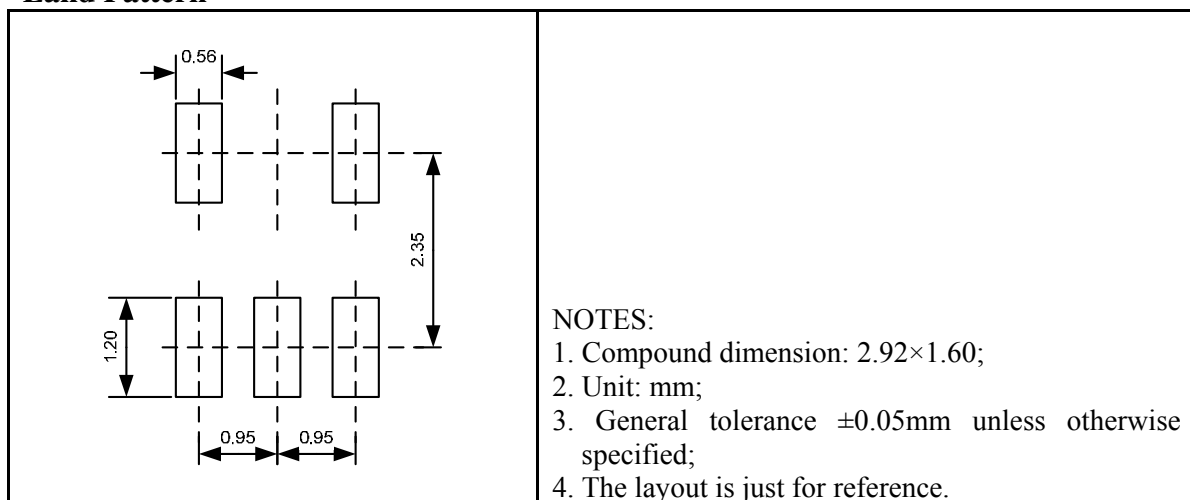 Land Pattern
0.56
2.35
1.20
0.95 0.95
NOTES:
1. Compound dimension: 2.92×1.60;
2. Unit: mm;
3. General tolerance ±0.05mm unless otherwise
specified;
4. The layout is just for reference.